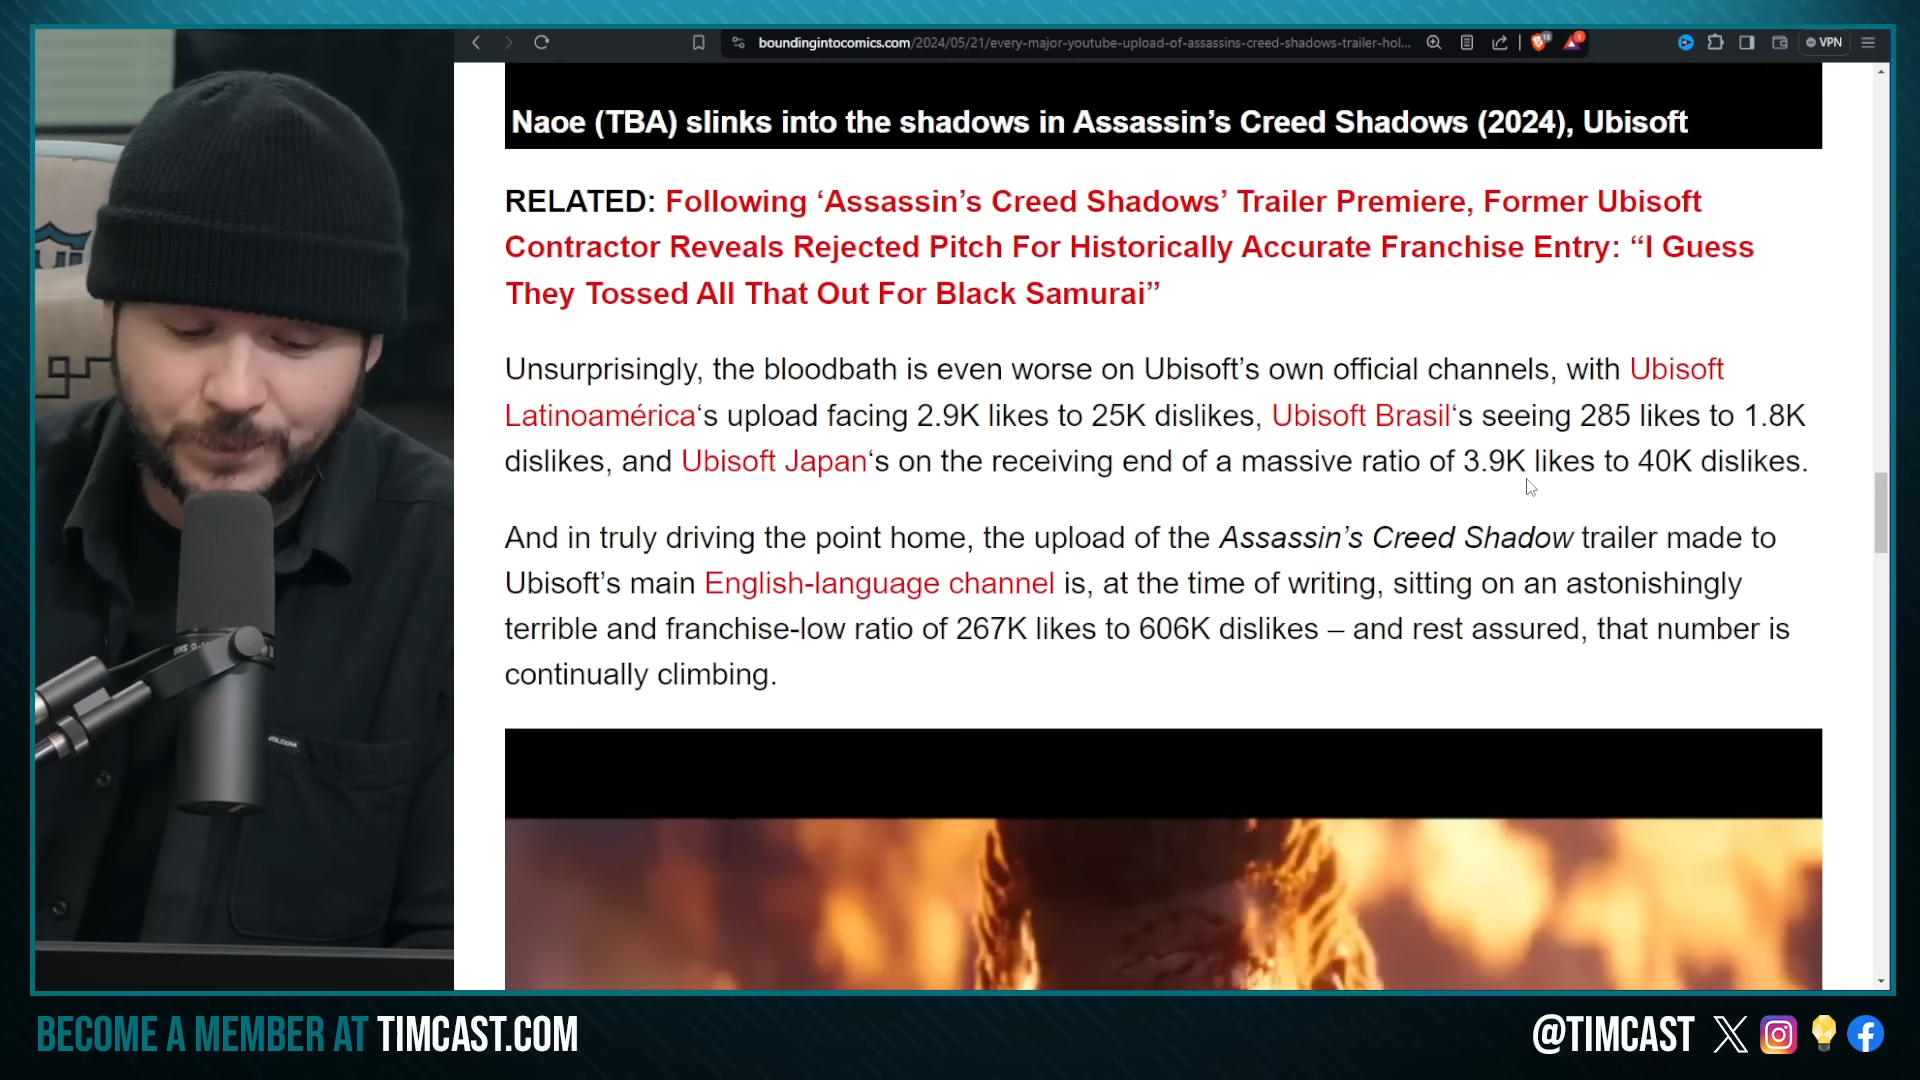 boundingintocomics.com/2024/05/21/every-major-youtube-upload-of-assassins-creed-shadows-trailer-hol...
VPN
Naoe (TBA) slinks into the shadows in Assassin’s Creed Shadows (2024), Ubisoft
RELATED: Following ‘Assassin’s Creed Shadows’ Trailer Premiere, Former Ubisoft
Contractor Reveals Rejected Pitch For Historically Accurate Franchise Entry: “I Guess
They Tossed All That Out For Black Samurai”
Unsurprisingly, the bloodbath is even worse on Ubisoft’s own official channels, with Ubisoft
Latinoamérica‘s upload facing 2.9K likes to 25K dislikes, Ubisoft Brasil‘s seeing 285 likes to 1.8K
dislikes, and Ubisoft Japan‘s on the receiving end of a massive ratio of 3.9K likes to 40K dislikes.
And in truly driving the point home, the upload of the Assassin’s Creed Shadow trailer made to
Ubisoft’s main English-language channel is, at the time of writing, sitting on an astonishingly
terrible and franchise-low ratio of 267K likes to 606K dislikes – and rest assured, that number is
continually climbing.
VOLCOM
BECOME A MEMBER AT TIMCAST.COM
@TIMCAST